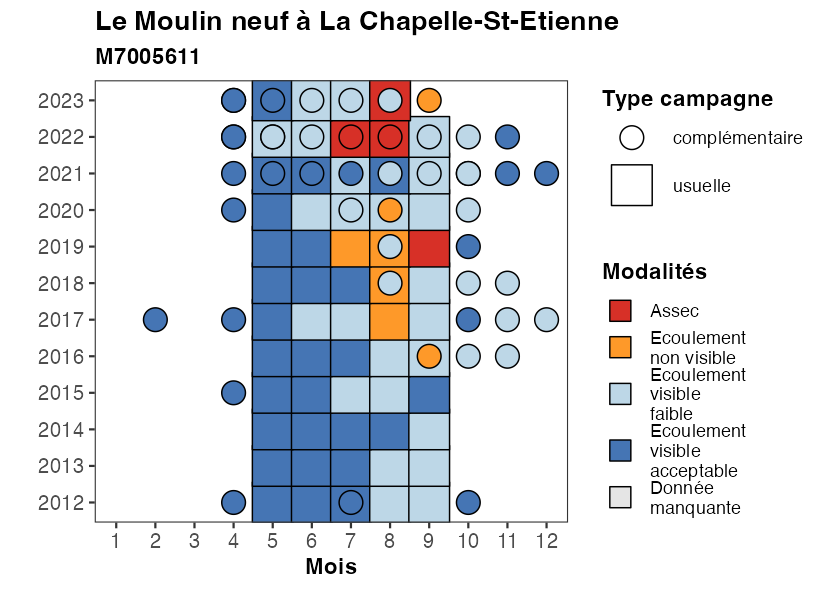 Le Moulin neuf à La Chapelle-St-Etienne
M7005611
2023
2022
2021
2020
2019
2018
2017
2016
2015
2014
2013
2012
1 2 3 4 5 6 7 8 9 10 11 12
Mois
Type campagne
complémentaire
usuelle
Modalités
Assec
Ecoulement
non visible
Ecoulement
visible
faible
Ecoulement
visible
acceptable
Donnée
manquante